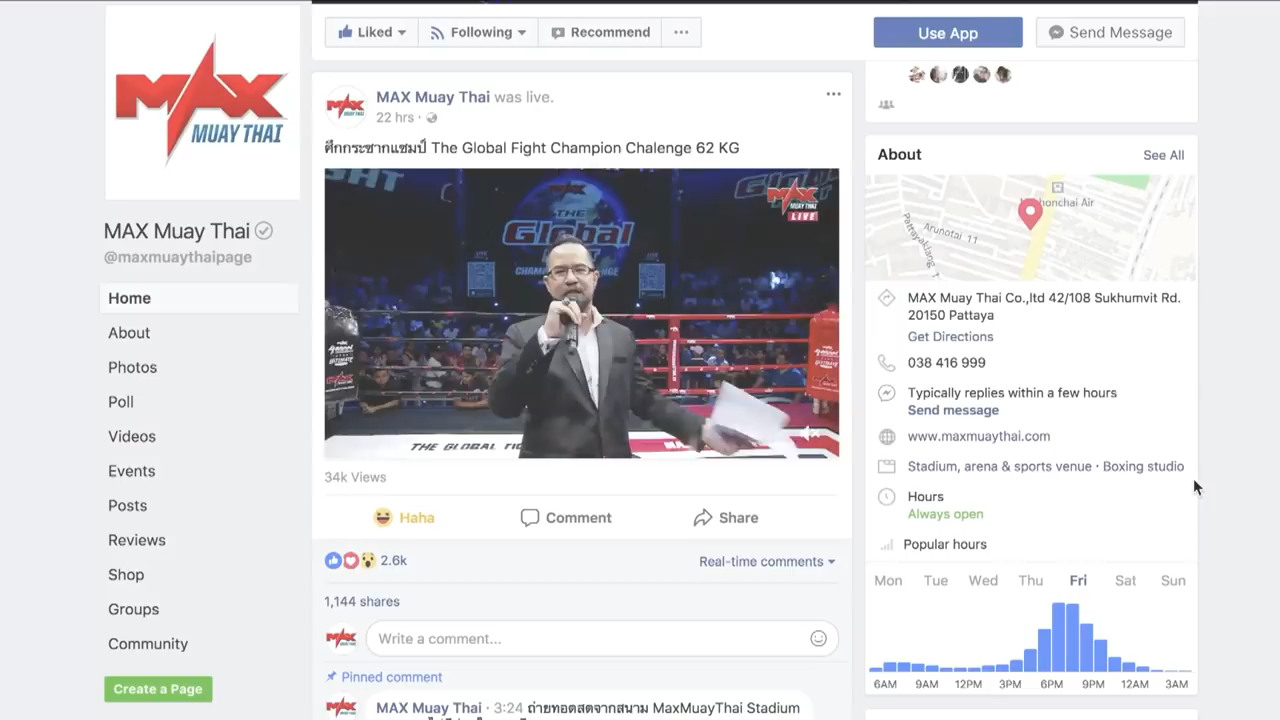 MAX
MUAY THAI
MAX Muay Thai
@maxmuaythaipage
Home
About
Photos
Poll
Videos
Events
Posts
Reviews
Shop
Groups
Community
Create a Page
Liked
Following
Recommend
Use App
Send Message
MAX Muay Thai was live.
22 hrs ·
ศึกกระชากแชมป์ The Global Fight Champion Chalenge 62 KG
MAX
MUAY THAI
LIVE
THE
Global
THE GLOBAL
34k Views
Haha
Comment
Share
2.6k
Real-time comments
1,144 shares
Write a comment...
Pinned comment
MAX Muay Thai · 3:24 ถ่ายทอดสดจากสนาม MaxMuayThai Stadium
About
See All
Arunotai 11
MAX Muay Thai Co.,ltd 42/108 Sukhumvit Rd.
20150 Pattaya
Get Directions
038 416 999
Typically replies within a few hours
Send message
www.maxmuaythai.com
Stadium, arena & sports venue · Boxing studio
Hours
Always open
Popular hours
Mon Tue Wed Thu Fri Sat Sun
6AM 9AM 12PM 3PM 6PM 9PM 12AM 3AM